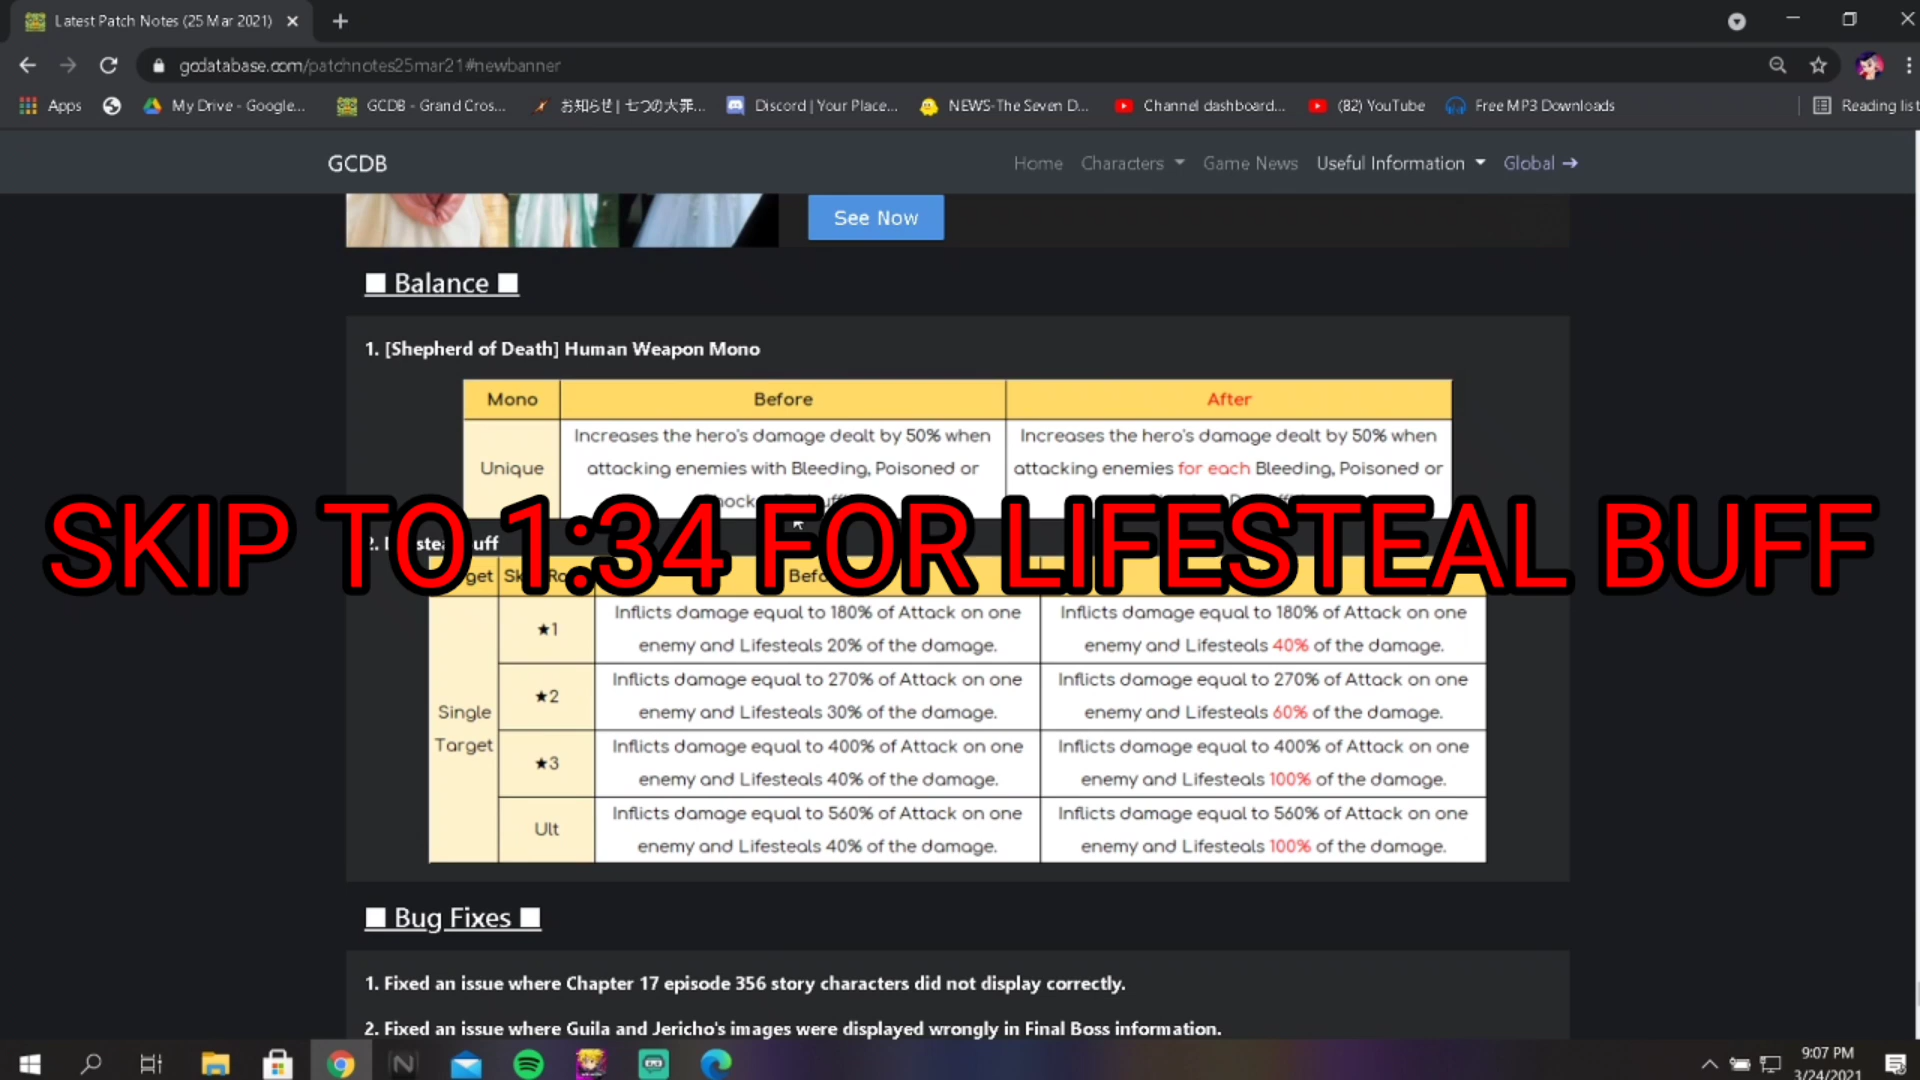 Latest Patch Notes (25 Mar 2021)
gcdatabase.com/patchnotes25mar21#newbanner
Apps My Drive - Google... GCDB - Grand Cros... お知らせ | 七つの大罪... Discord | Your Place... NEWS-The Seven D... Channel dashboard... (82) YouTube Free MP3 Downloads Reading list
GCDB Home Characters Game News Useful Information Global →
See Now
■ Balance ■
1. [Shepherd of Death] Human Weapon Mono
Mono Before After
Unique
Increases the hero's damage dealt by 50% when
attacking enemies with Bleeding, Poisoned or
Increases the hero's damage dealt by 50% when
attacking enemies for each Bleeding, Poisoned or
SKIP TO 1:34 FOR LIFESTEAL BUFF
2.
Single
Target
★1
Inflicts damage equal to 180% of Attack on one
enemy and Lifesteals 20% of the damage.
Inflicts damage equal to 180% of Attack on one
enemy and Lifesteals 40% of the damage.
★2
Inflicts damage equal to 270% of Attack on one
enemy and Lifesteals 30% of the damage.
Inflicts damage equal to 270% of Attack on one
enemy and Lifesteals 60% of the damage.
★3
Inflicts damage equal to 400% of Attack on one
enemy and Lifesteals 40% of the damage.
Inflicts damage equal to 400% of Attack on one
enemy and Lifesteals 100% of the damage.
Ult
Inflicts damage equal to 560% of Attack on one
enemy and Lifesteals 40% of the damage.
Inflicts damage equal to 560% of Attack on one
enemy and Lifesteals 100% of the damage.
■ Bug Fixes ■
1. Fixed an issue where Chapter 17 episode 356 story characters did not display correctly.
2. Fixed an issue where Guila and Jericho's images were displayed wrongly in Final Boss information.
9:07 PM
3/24/2021